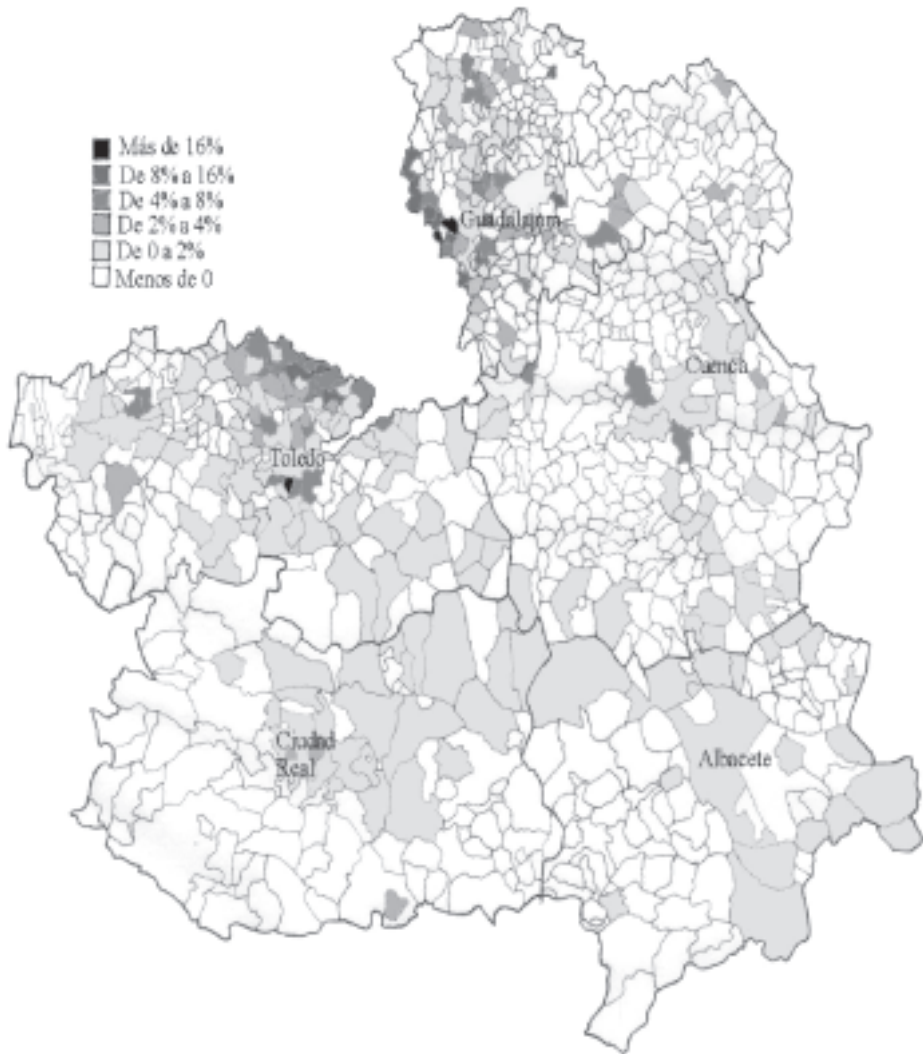 Más de 16%
De 8% a 16%
De 4% a 8%
De 2% a 4%
De 0 a 2%
Menos de 0
Guadalajara
Cuenca
Toledo
Ciudad
Real
Albacete